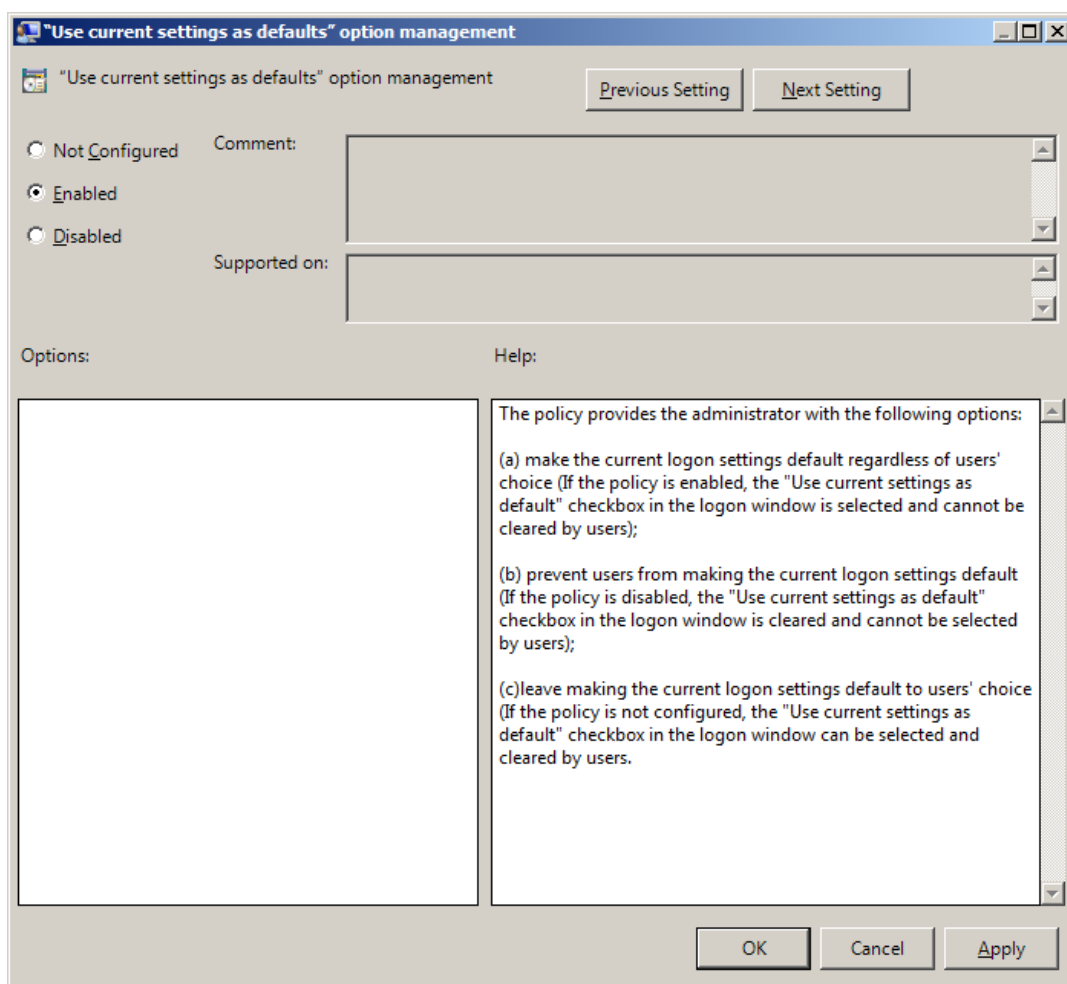 "Use current settings as defaults" option management
"Use current settings as defaults" option management
Previous Setting
Next Setting
Not Configured
Comment:
Enabled
Disabled
Supported on:
Options:
Help:
The policy provides the administrator with the following options:
(a) make the current logon settings default regardless of users'
choice (If the policy is enabled, the "Use current settings as
default" checkbox in the logon window is selected and cannot be
cleared by users);
(b) prevent users from making the current logon settings default
(If the policy is disabled, the "Use current settings as default"
checkbox in the logon window is cleared and cannot be selected
by users);
(c)leave making the current logon settings default to users' choice
(If the policy is not configured, the "Use current settings as
default" checkbox in the logon window can be selected and
cleared by users.
OK
Cancel
Apply